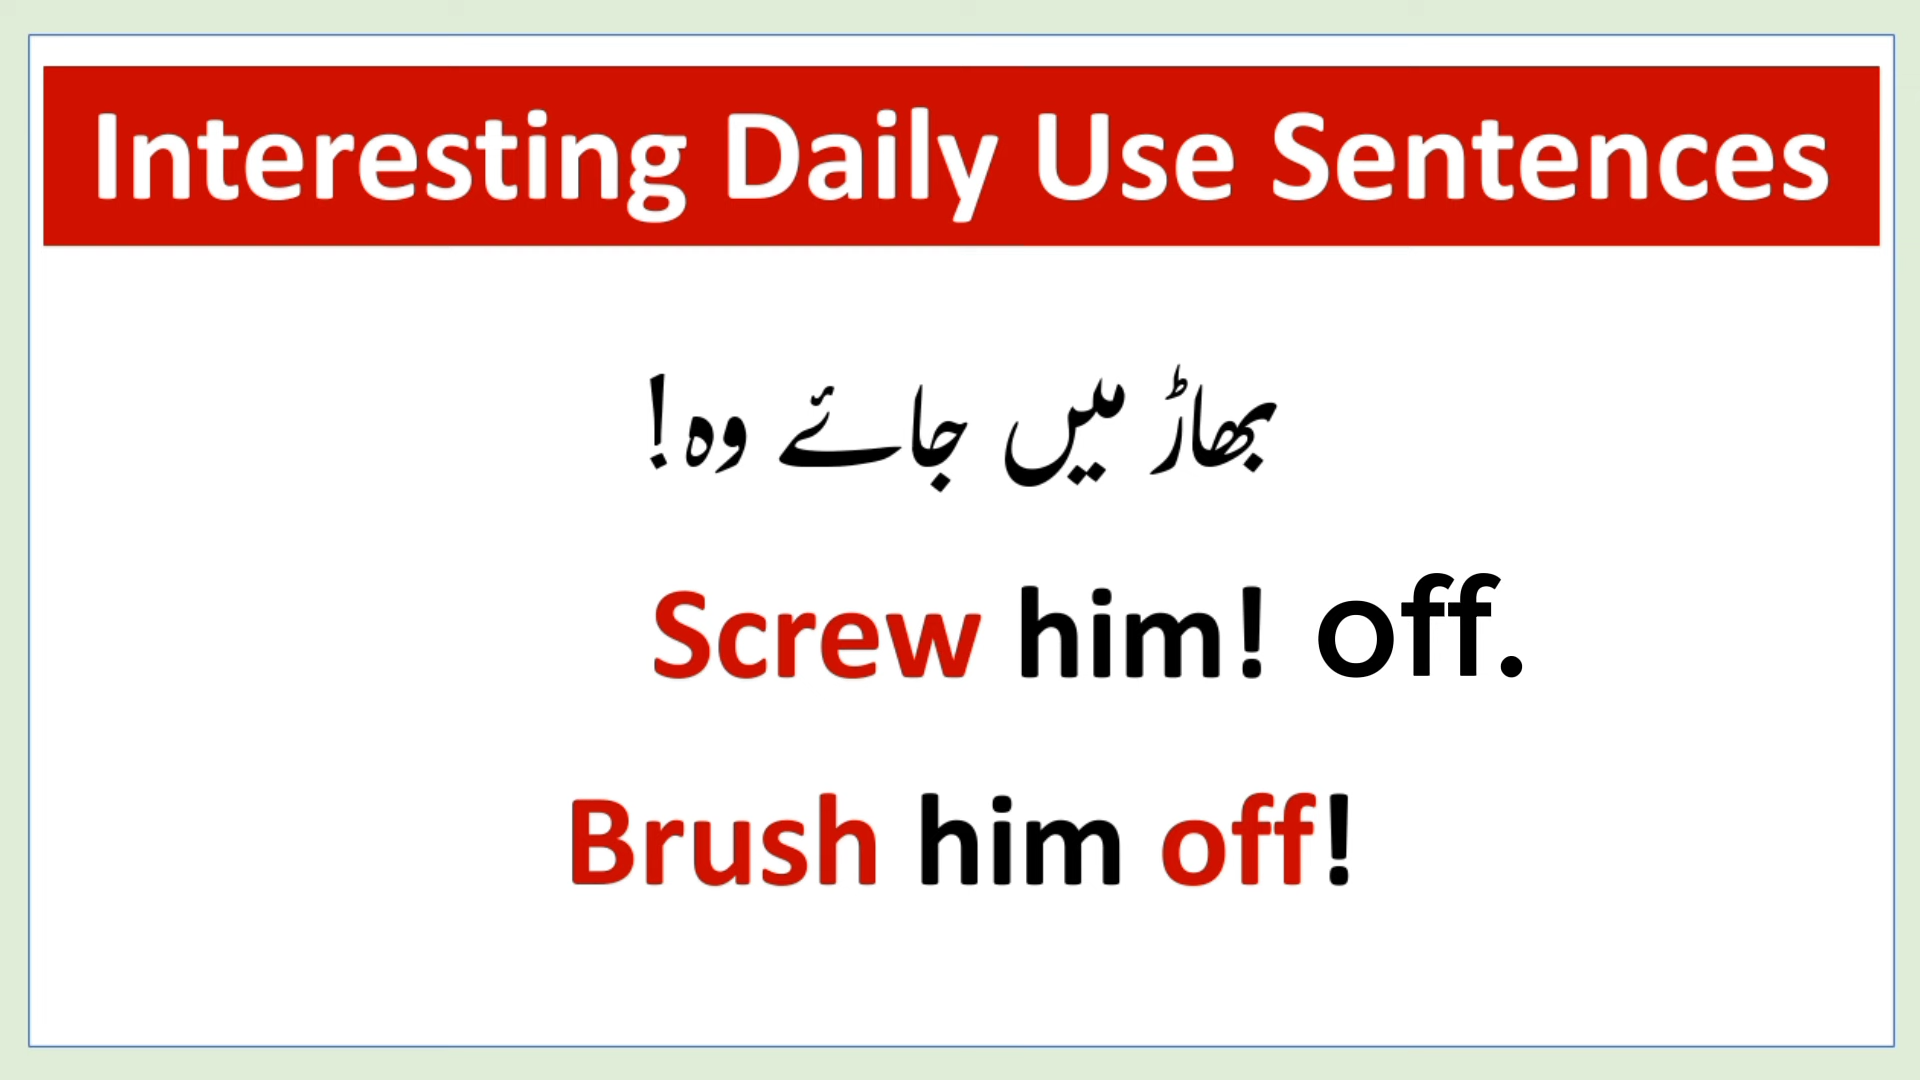 Interesting Daily Use Sentences
بھاڑ میں جائے وہ!
Screw him! off.
Brush him off!